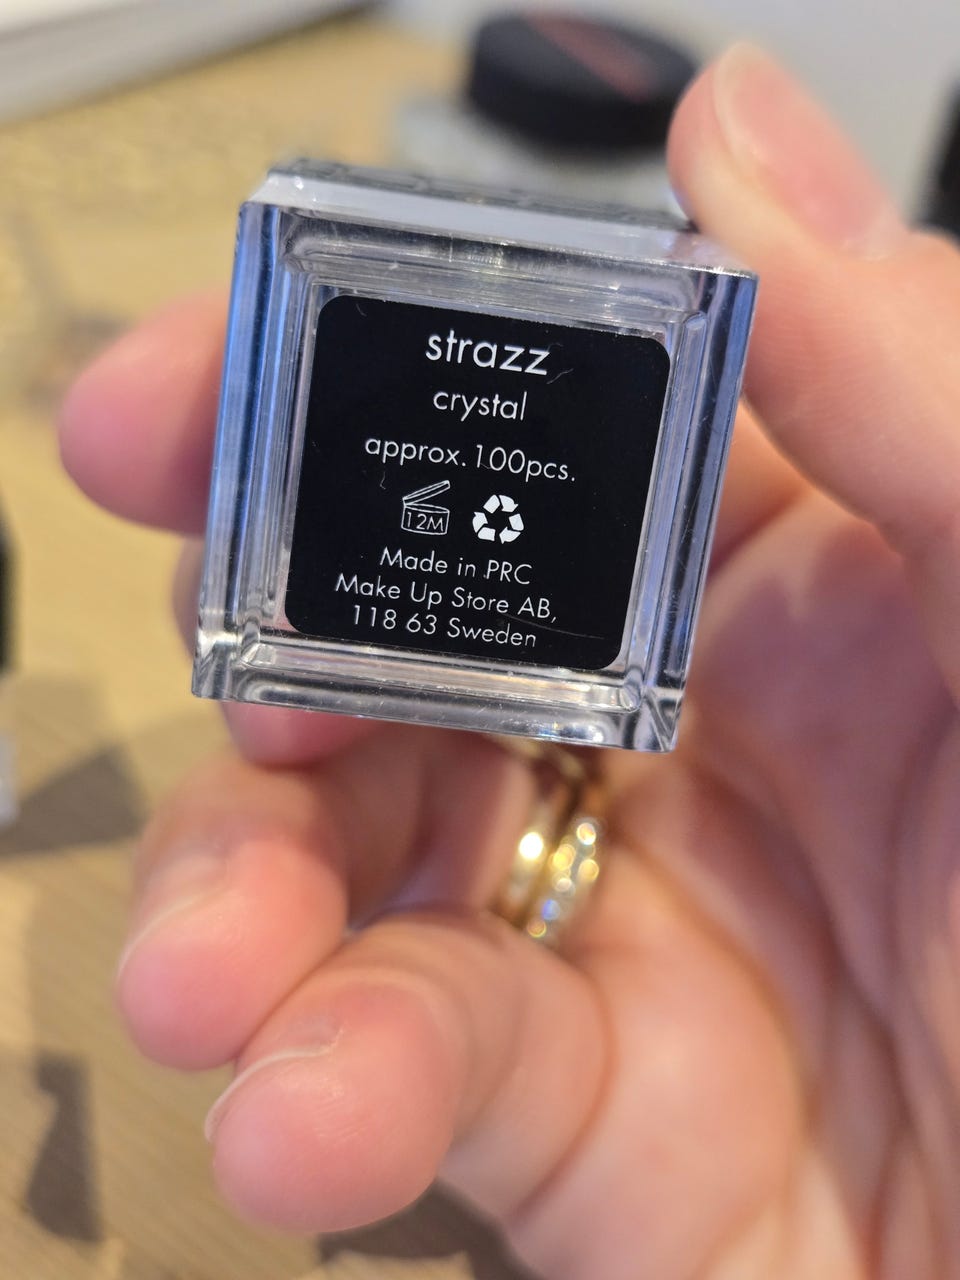 strazz
crystal
approx. 100pcs.
12M
Made in PRC
Make Up Store AB,
118 63 Sweden